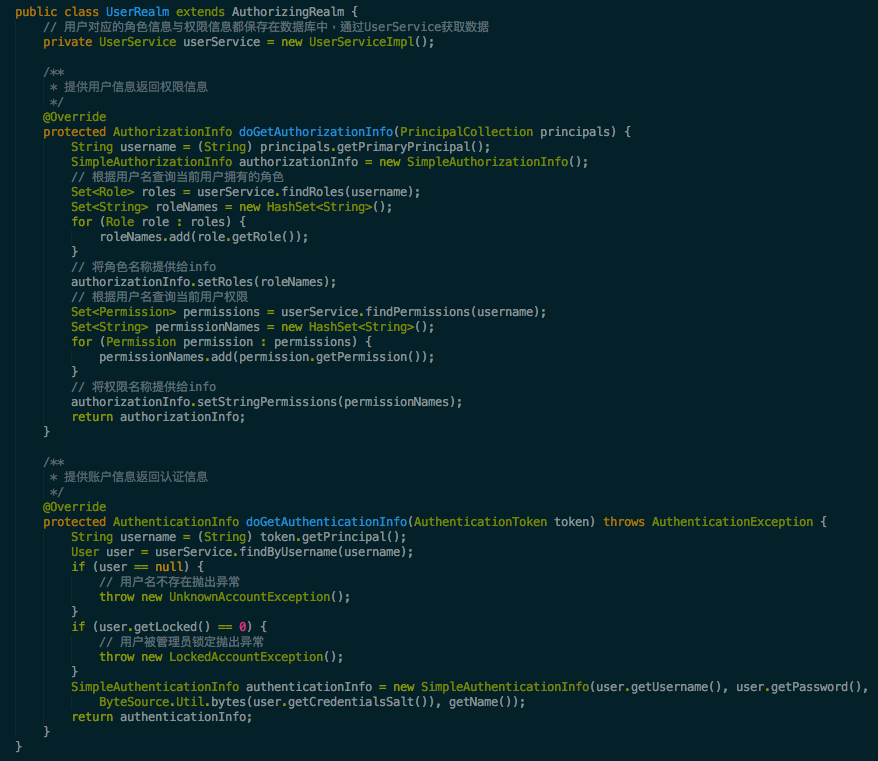 public class UserRealm extends AuthorizingRealm {
    // 用户对应的角色信息与权限信息都保存在数据库中，通过UserService获取数据
    private UserService userService = new UserServiceImpl();

    /**
     * 提供用户信息返回权限信息
     */
    @Override
    protected AuthorizationInfo doGetAuthorizationInfo(PrincipalCollection principals) {
        String username = (String) principals.getPrimaryPrincipal();
        SimpleAuthorizationInfo authorizationInfo = new SimpleAuthorizationInfo();
        // 根据用户名查询当前用户拥有的角色
        Set<Role> roles = userService.findRoles(username);
        Set<String> roleNames = new HashSet<String>();
        for (Role role : roles) {
            roleNames.add(role.getRole());
        }
        // 将角色名称提供给info
        authorizationInfo.setRoles(roleNames);
        // 根据用户名查询当前用户权限
        Set<Permission> permissions = userService.findPermissions(username);
        Set<String> permissionNames = new HashSet<String>();
        for (Permission permission : permissions) {
            permissionNames.add(permission.getPermission());
        }
        // 将权限名称提供给info
        authorizationInfo.setStringPermissions(permissionNames);
        return authorizationInfo;
    }

    /**
     * 提供账户信息返回认证信息
     */
    @Override
    protected AuthenticationInfo doGetAuthenticationInfo(AuthenticationToken token) throws AuthenticationException {
        String username = (String) token.getPrincipal();
        User user = userService.findByUsername(username);
        if (user == null) {
            // 用户名不存在抛出异常
            throw new UnknownAccountException();
        }
        if (user.getLocked() == 0) {
            // 用户被管理员锁定抛出异常
            throw new LockedAccountException();
        }
        SimpleAuthenticationInfo authenticationInfo = new SimpleAuthenticationInfo(user.getUsername(), user.getPassword(),
            ByteSource.Util.bytes(user.getCredentialsSalt()), getName());
        return authenticationInfo;
    }
}